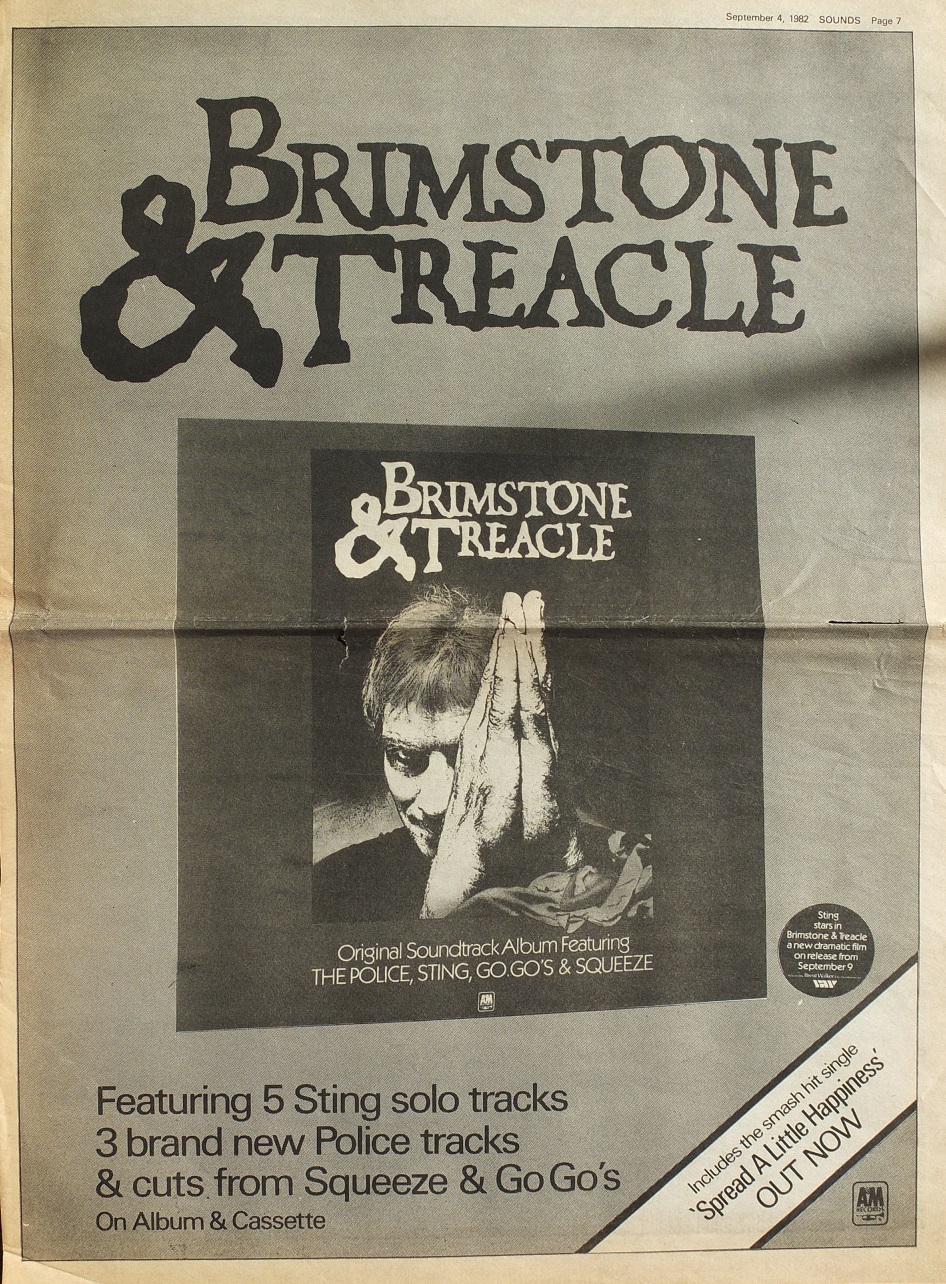 September 4, 1982 SOUNDS Page 7
BRIMSTONE
& TREACLE
BRIMSTONE
& TREACLE
Original Soundtrack Album Featuring
THE POLICE, STING, GO.GO'S & SQUEEZE
A&M
Sting
stars in
Brimstone & Treacle
a new dramatic film
on release from
September 9
Featuring 5 Sting solo tracks
3 brand new Police tracks
& cuts from Squeeze & Go Go's
On Album & Cassette
Includes the smash hit single
'Spread A Little Happiness'
OUT NOW
A&M
RECORDS